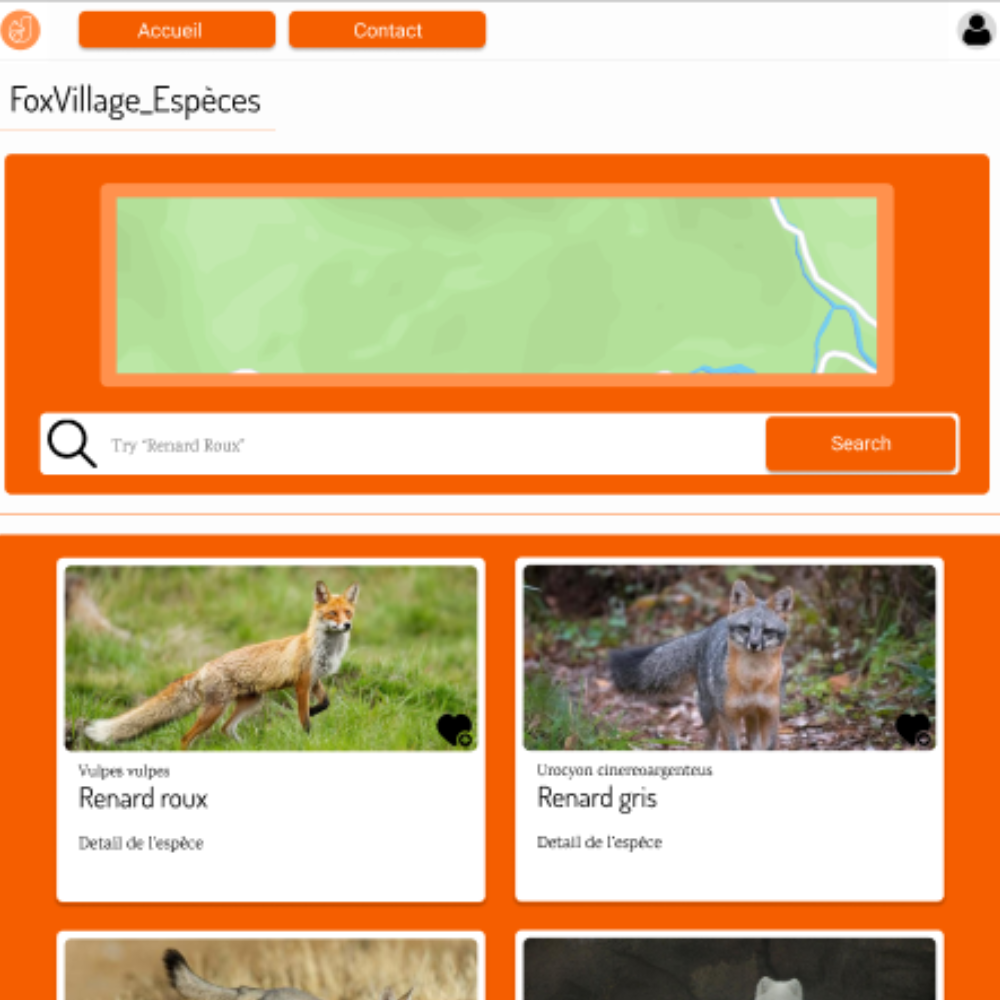 Accueil
Contact
FoxVillage_Espèces
Try “Renard Roux”
Search
Vulpes vulpes
Renard roux
Detail de l'espèce
Urocyon cinereoargenteus
Renard gris
Detail de l'espèce